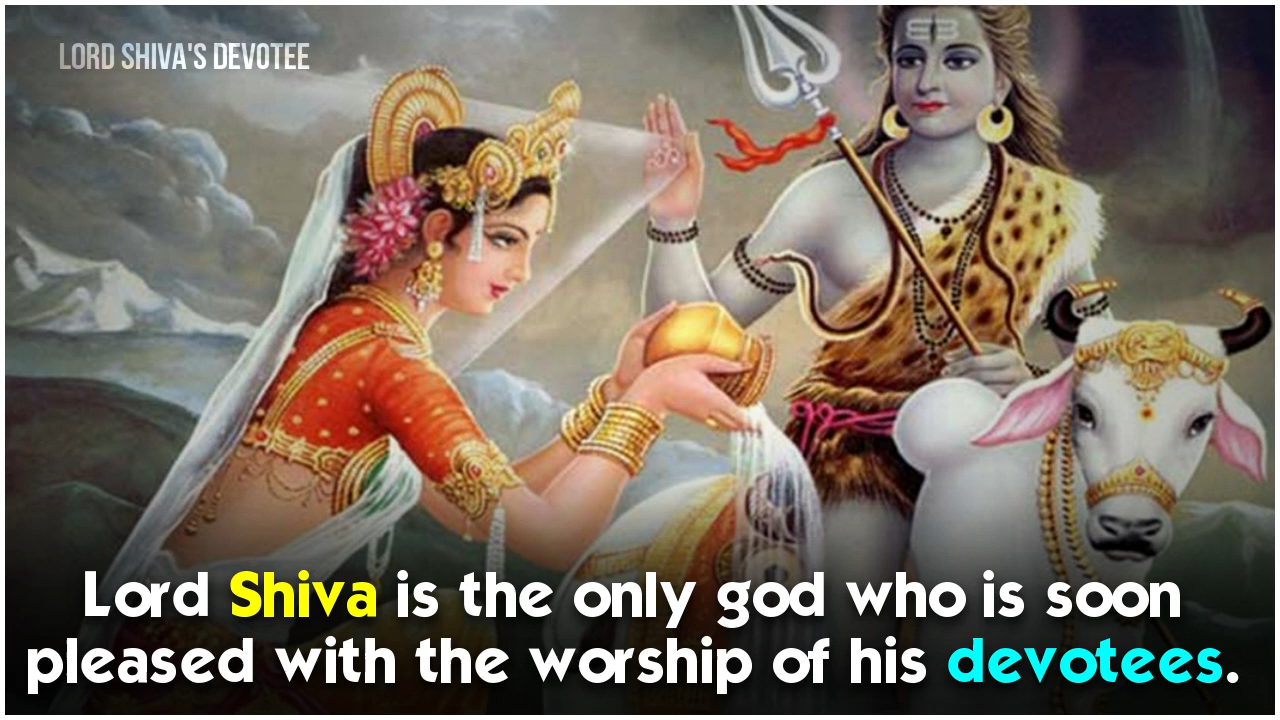 LORD SHIVA'S DEVOTEE
Lord Shiva is the only god who is soon
pleased with the worship of his devotees.